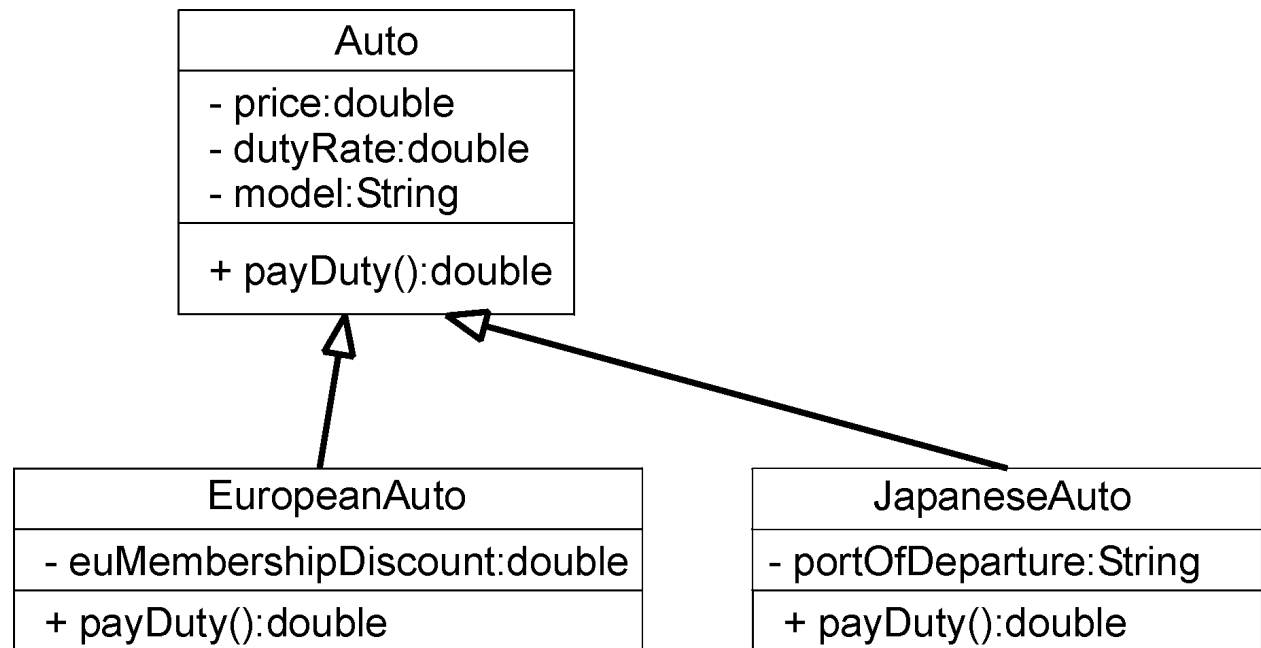 Auto
- price:double
- dutyRate:double
- model:String
+ payDuty():double
EuropeanAuto
- euMembershipDiscount:double
+ payDuty():double
JapaneseAuto
- portOfDeparture:String
+ payDuty():double